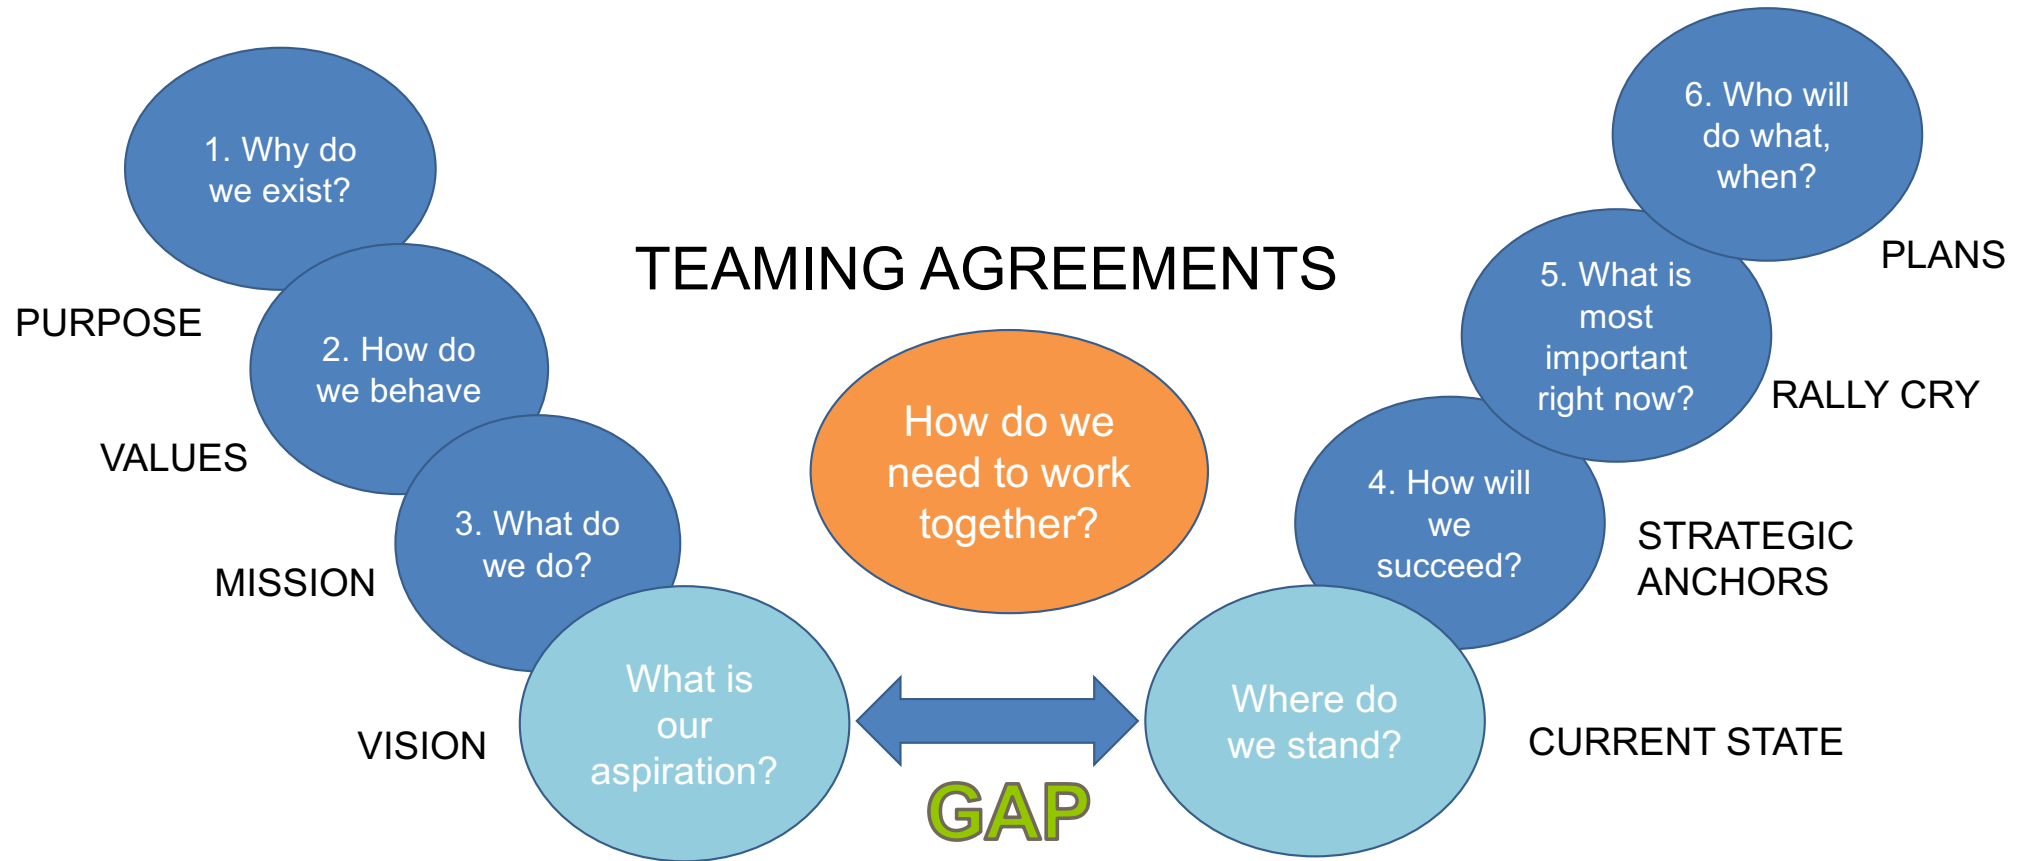 1. Why do
we exist?
PURPOSE
2. How do
we behave
VALUES
3. What do
we do?
MISSION
What is
our
aspiration?
VISION
TEAMING AGREEMENTS
How do we
need to work
together?
GAP
Where do
we stand?
CURRENT STATE
4. How will
we
succeed?
STRATEGIC
ANCHORS
5. What is
most
important
right now?
RALLY CRY
6. Who will
do what,
when?
PLANS